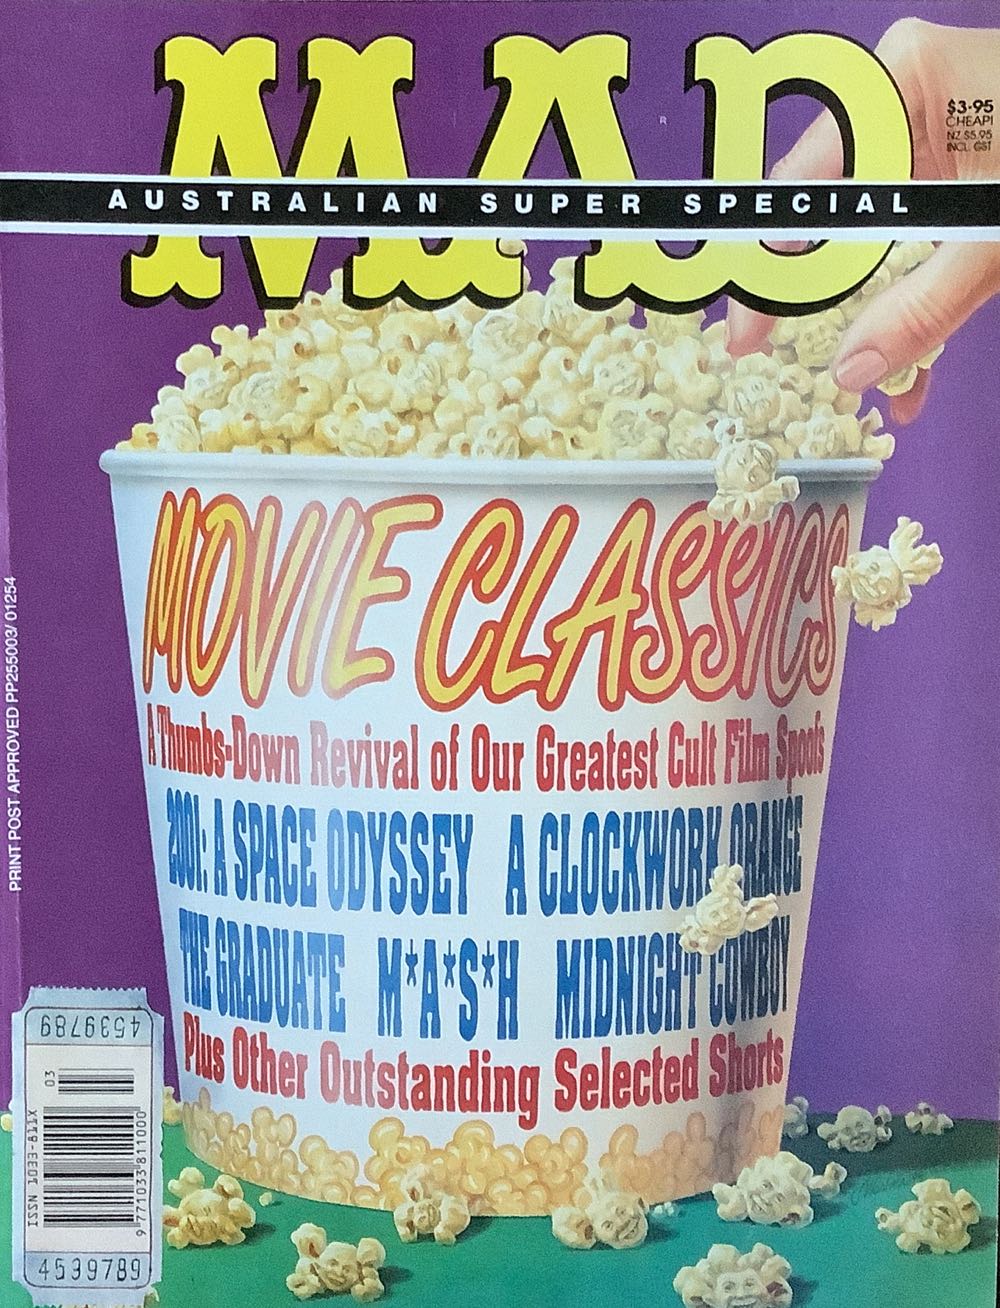 MAD
R
$3·95
CHEAP!
NZ $5.95
INCL. GST
AUSTRALIAN SUPER SPECIAL
MOVIE CLASSICS
A Thumbs-Down Revival of Our Greatest Cult Film Spoofs
2001: A SPACE ODYSSEY A CLOCKWORK ORANGE
THE GRADUATE M*A*S*H MIDNIGHT COWBOY
Plus Other Outstanding Selected Shorts
PRINT POST APPROVED PP255003/ 01254
4539789
03
ISSN 1033-811X
9 771033 811000
4539789